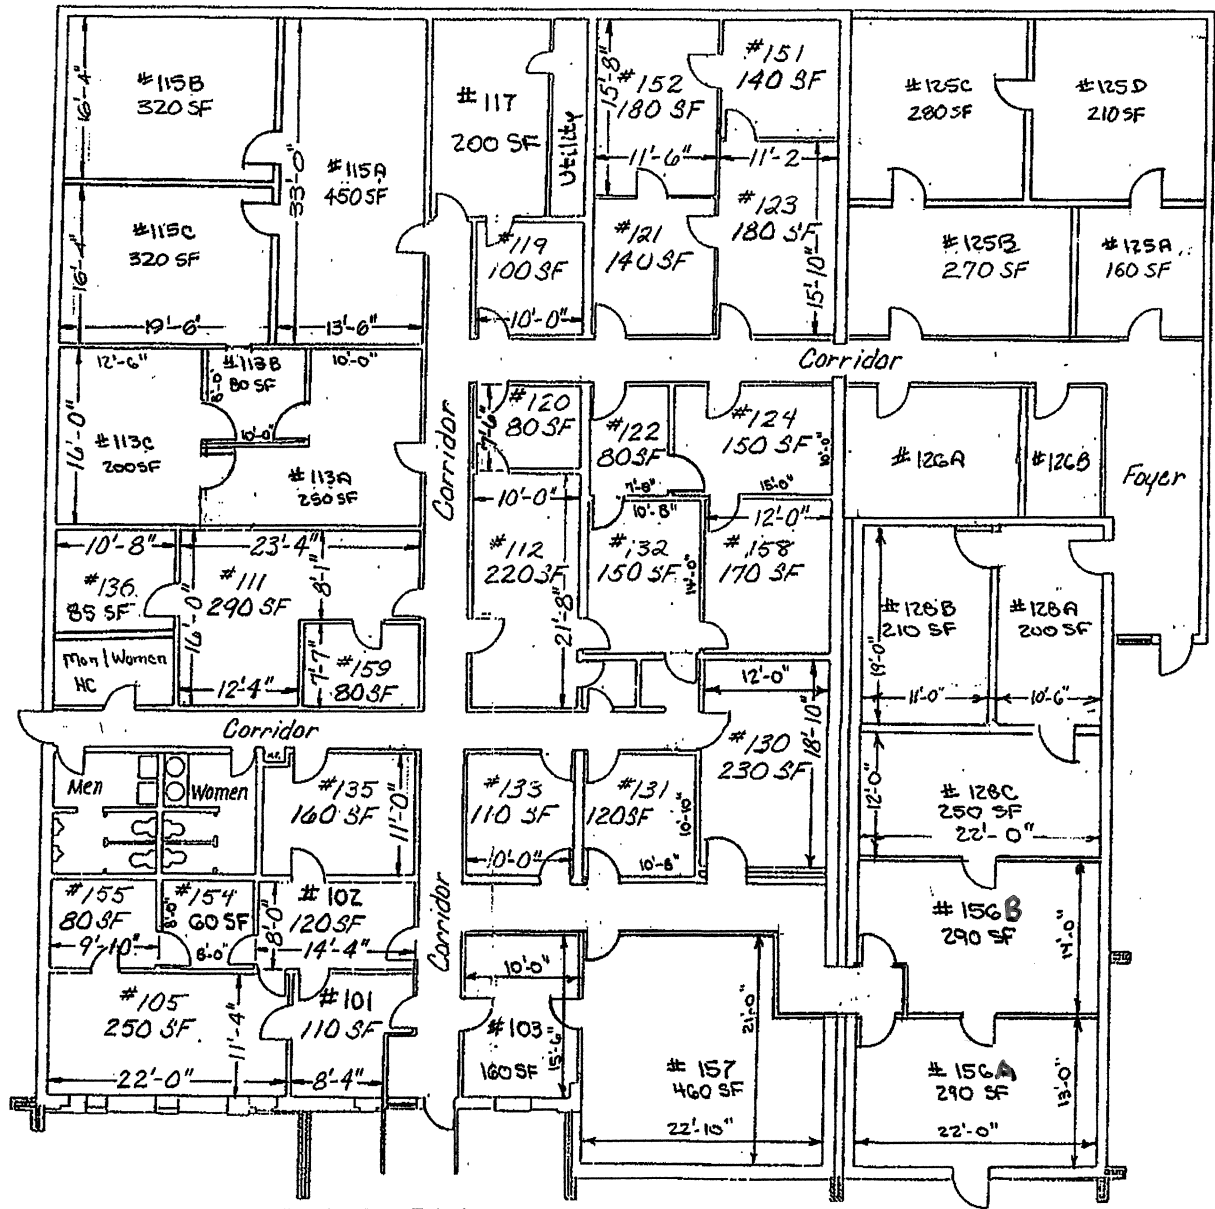 16'-4"
#115B
320 SF
33'-0"
#115A
450 SF
#115C
320 SF
16'-4"
19'-6"
13'-6"
#117
200 SF
Utility
15'-8"
#152
180 SF
11'-6"
#151
140 SF
11'-2
#119
100 SF
10'-0"
#121
140 SF
#123
180 SF
15'-10"
#125C
280 SF
#125D
210 SF
#125B
270 SF
#125A
160 SF
Corridor
12'-6"
#113B
80 SF
10'-0"
10'-0"
16'-0"
#113C
200 SF
#113A
250 SF
Corridor
7'-6"
#120
80 SF
#122
80 SF
7'-8"
#124
150 SF
10'-0"
15'-0"
#126A
#126B
Foyer
10'-8"
#136
85 SF
23'-4"
#111
290 SF
8'-1"
16'-0"
Men/Women
HC
12'-4"
7'-7"
#159
80 SF
10'-0"
#112
220 SF
21'-8"
10'-8"
#132
150 SF
14'-0"
12'-0"
#158
170 SF
#128B
210 SF
19'-0"
11'-0"
#128A
200 SF
10'-6"
Corridor
12'-0"
#130
230 SF
18'-10"
Men
Women
#135
160 SF
11'-0"
#133
110 SF
10'-0"
#131
120 SF
10'-10"
10'-8"
12'-0"
#128C
250 SF
22'-0"
#155
80 SF
9'-10"
#154
60 SF
8'-0"
8'-0"
8'-0"
#102
120 SF
14'-4"
Corridor
#156B
290 SF
14'-0"
#105
250 SF
11'-4"
22'-0"
#101
110 SF
8'-4"
10'-0"
#103
160 SF
15'-6"
21'-0"
#157
460 SF
22'-10"
#156A
290 SF
13'-0"
22'-0"